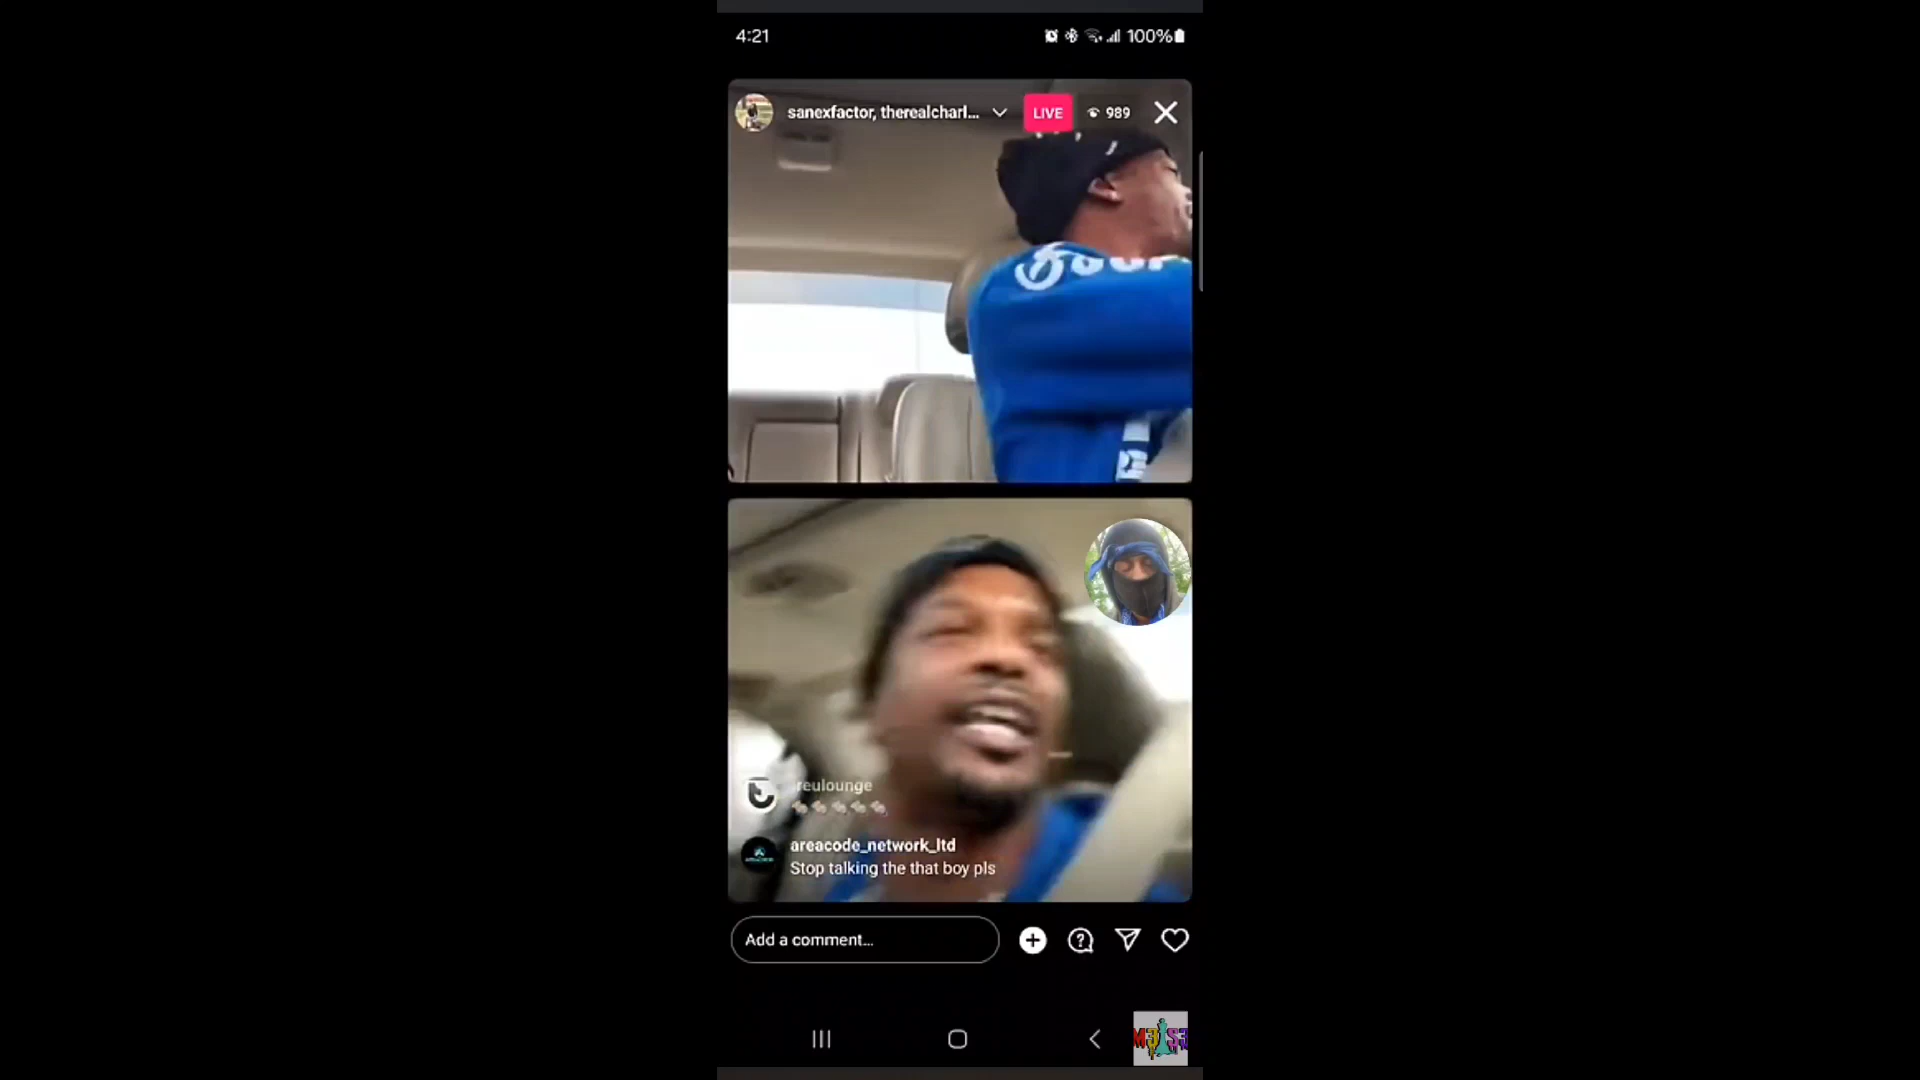 4:21
100%
sanexfactor, therealcharl...
LIVE
989
reulounge
areacode_network_ltd
Stop talking the that boy pls
Add a comment...